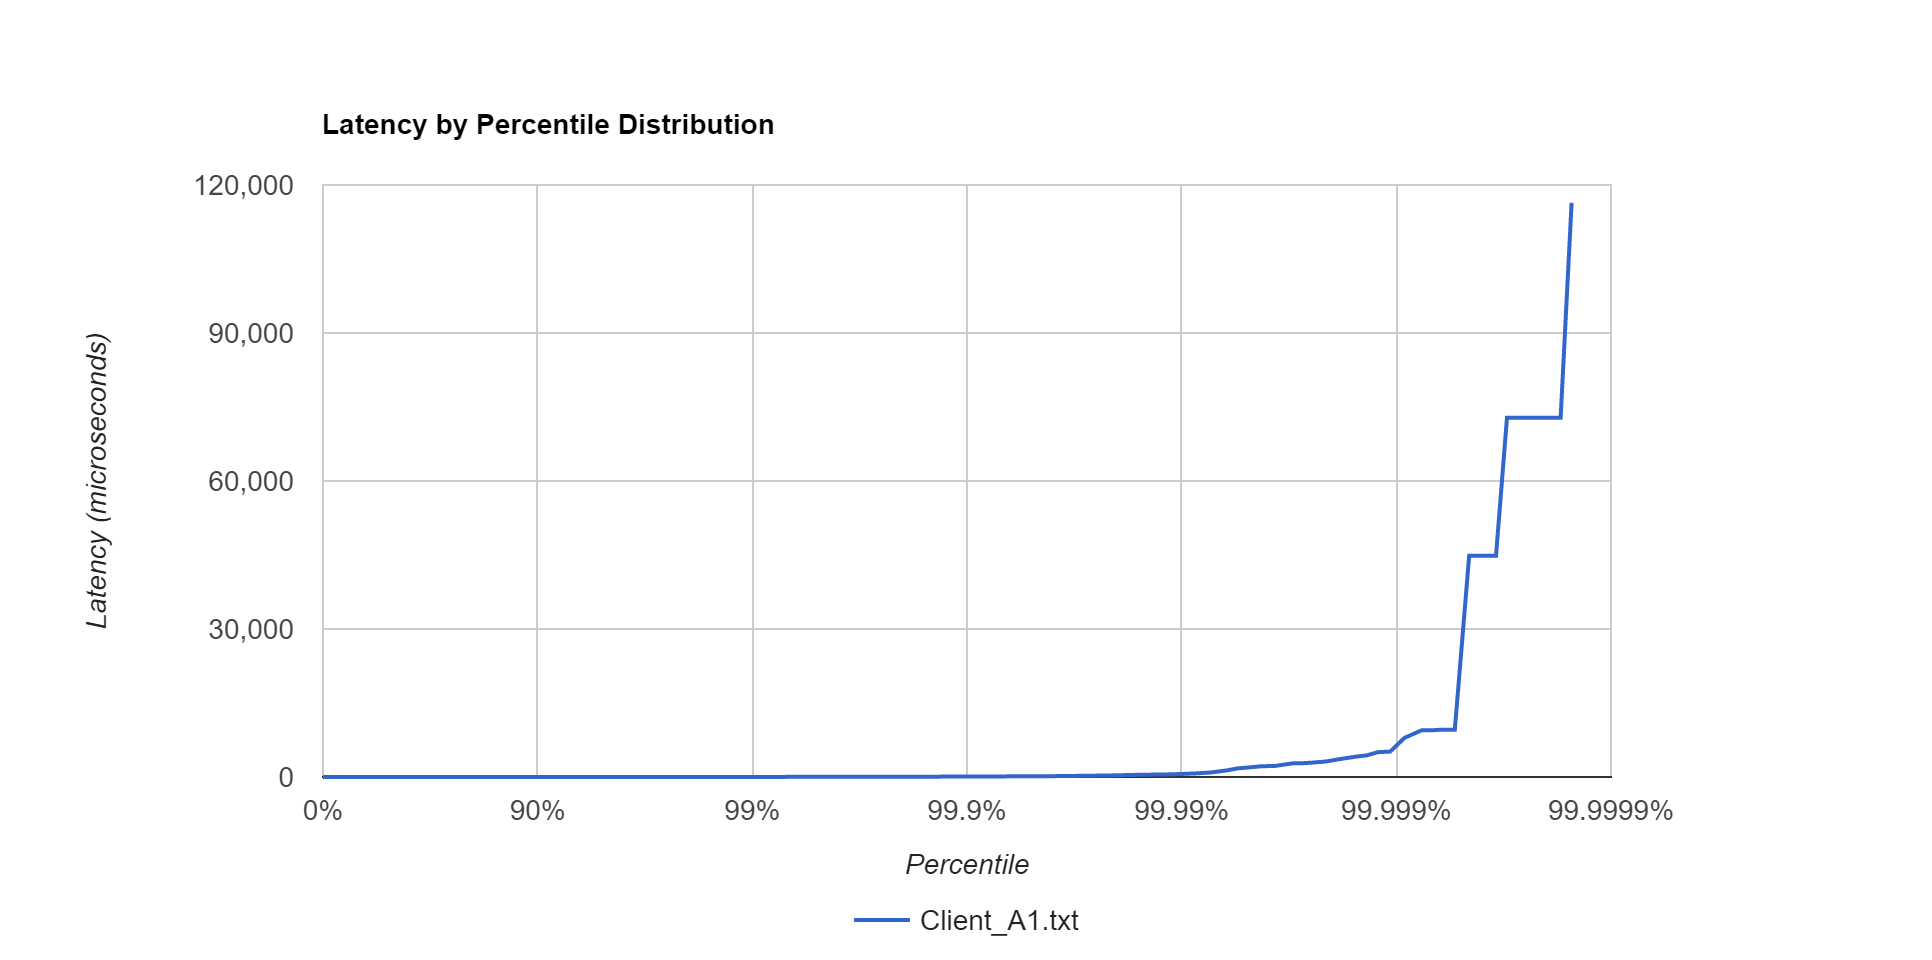 Latency by Percentile Distribution
120,000
90,000
60,000
30,000
0
Latency (microseconds)
0% 90% 99% 99.9% 99.99% 99.999% 99.9999%
Percentile
Client_A1.txt